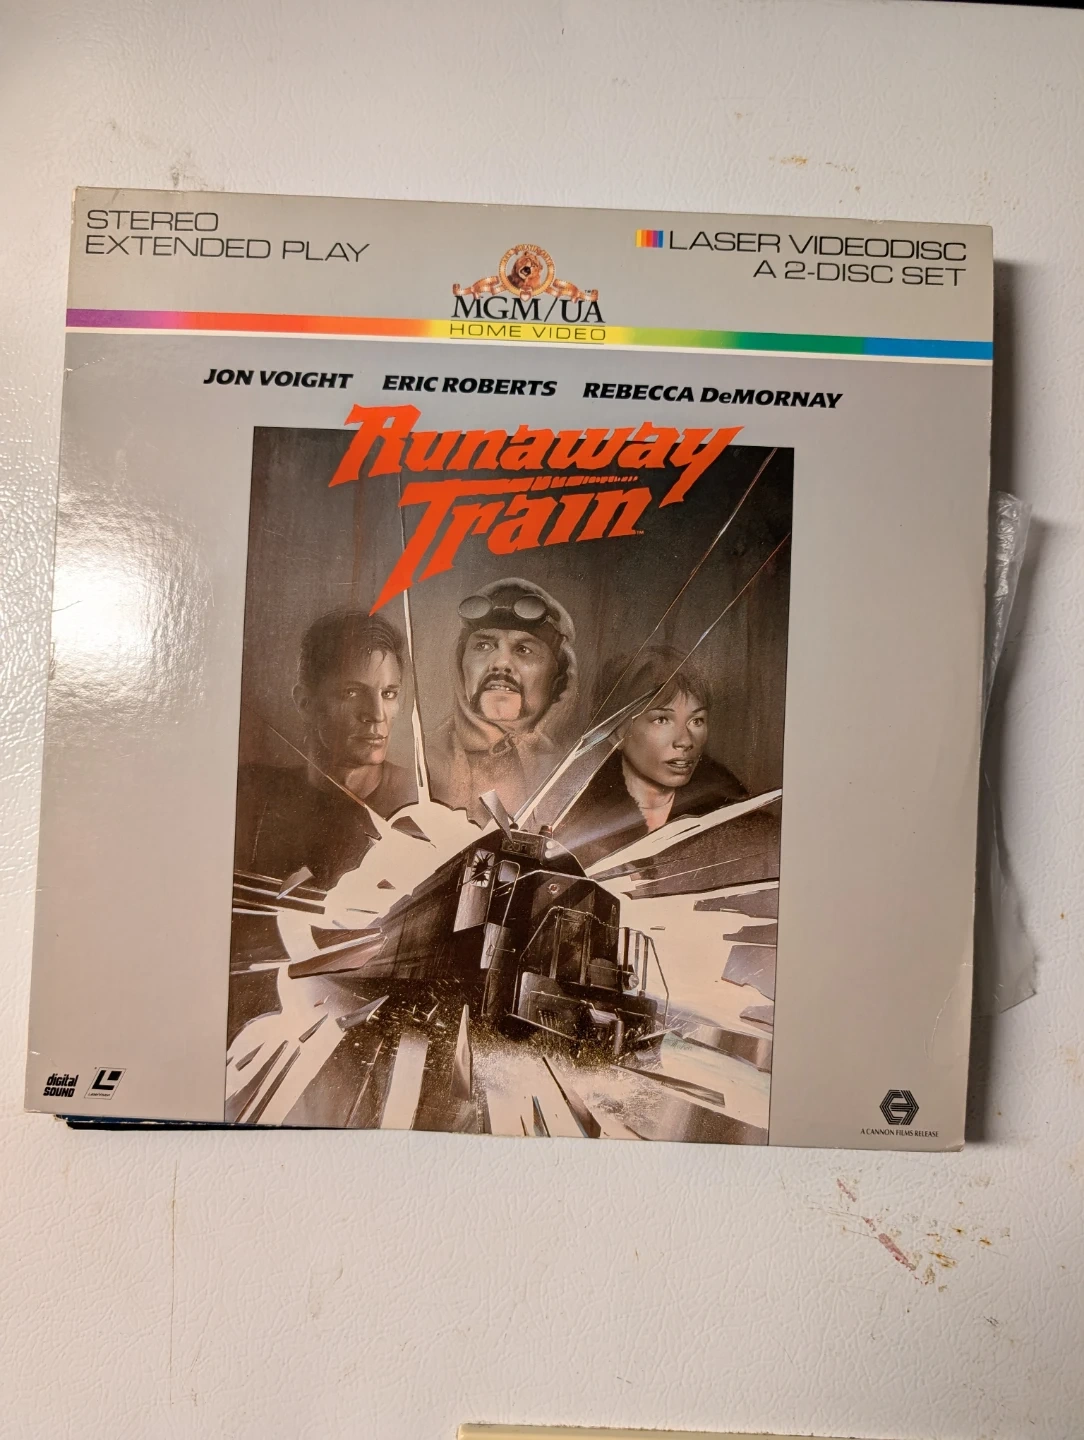 STEREO
EXTENDED PLAY
LASER VIDEODISC
A 2-DISC SET
MGM/UA
HOME VIDEO
JON VOIGHT ERIC ROBERTS REBECCA DeMORNAY
Runaway
Train™
digital
SOUND
A CANNON FILMS RELEASE